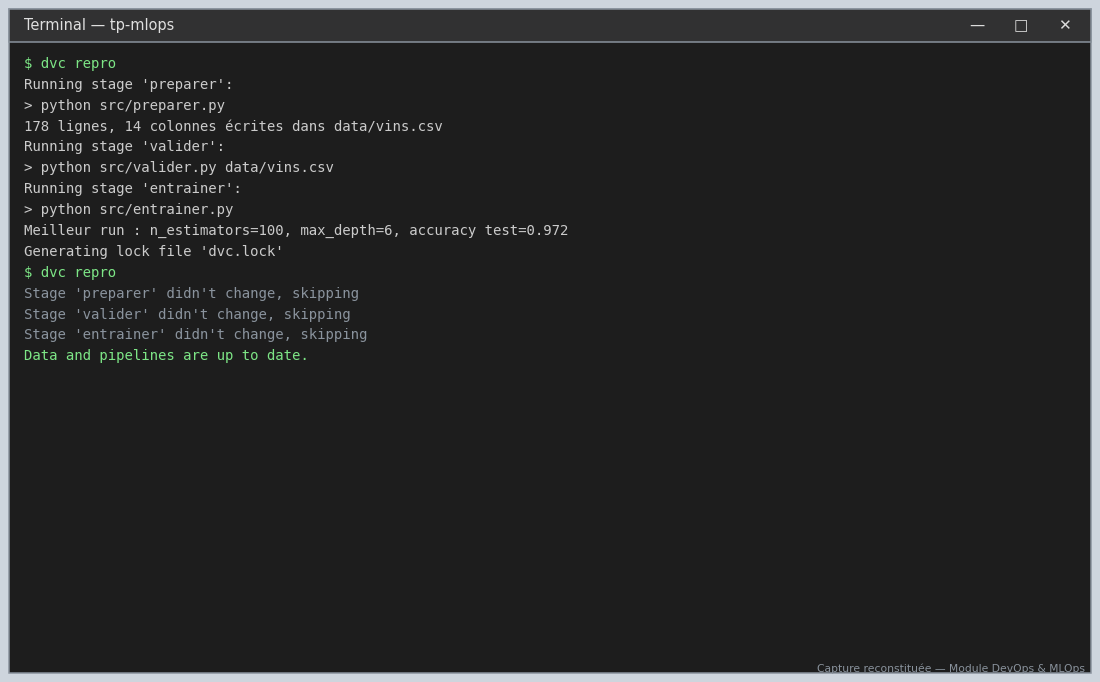 Terminal — tp-mlops
$ dvc repro
Running stage 'preparer':
> python src/preparer.py
178 lignes, 14 colonnes écrites dans data/vins.csv
Running stage 'valider':
> python src/valider.py data/vins.csv
Running stage 'entrainer':
> python src/entrainer.py
Meilleur run : n_estimators=100, max_depth=6, accuracy test=0.972
Generating lock file 'dvc.lock'
$ dvc repro
Stage 'preparer' didn't change, skipping
Stage 'valider' didn't change, skipping
Stage 'entrainer' didn't change, skipping
Data and pipelines are up to date.
Capture reconstituée — Module DevOps & MLOps